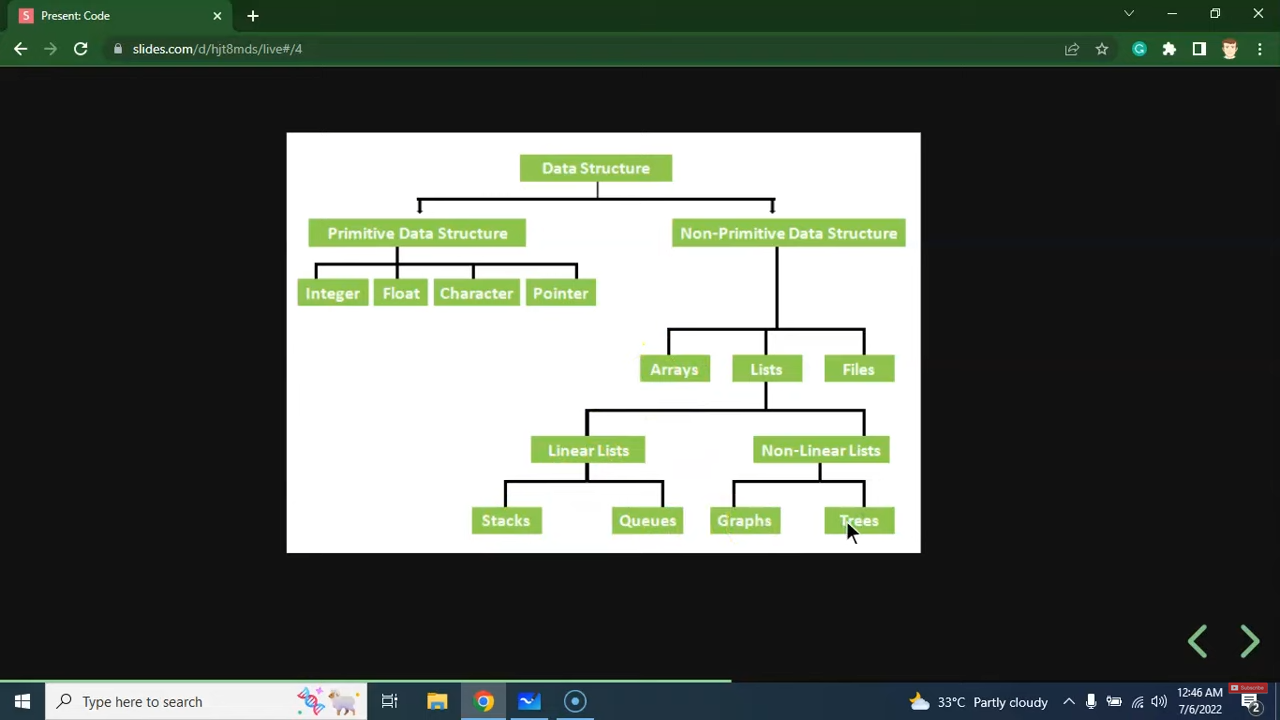 Present: Code
slides.com/d/hjt8mds/live#/4
Data Structure
Primitive Data Structure
Non-Primitive Data Structure
Integer
Float
Character
Pointer
Arrays
Lists
Files
Linear Lists
Non-Linear Lists
Stacks
Queues
Graphs
Trees
Type here to search
33°C Partly cloudy
12:46 AM
7/6/2022
Subscribe
2